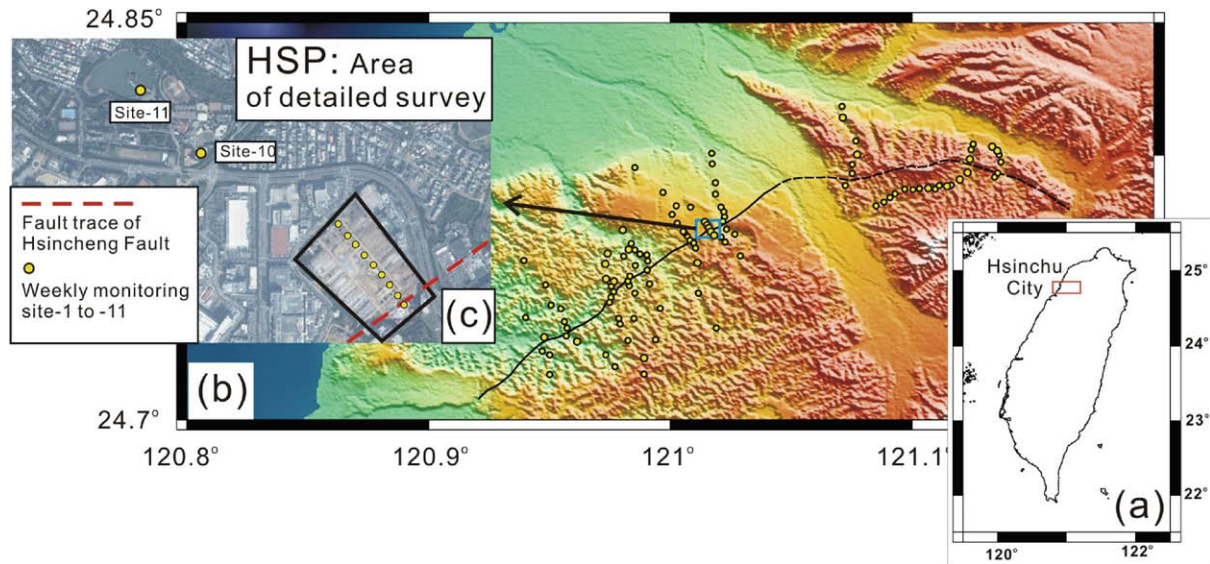 24.85°
HSP: Area
of detailed survey
Site-11
Site-10
Fault trace of
Hsincheng Fault
Weekly monitoring
site-1 to -11
(c)
(b)
24.7°
120.8°
120.9°
121°
121.1°
Hsinchu
City
25°
24°
23°
22°
(a)
120°
122°